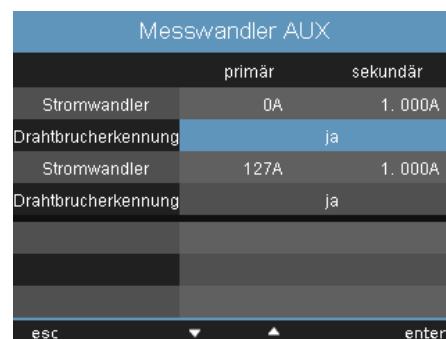 Messwandler AUX
primär sekundär
Stromwandler 0A 1. 000A
Drahtbrucherkennung ja
Stromwandler 127A 1. 000A
Drahtbrucherkennung ja
esc ▼ ▲ enter